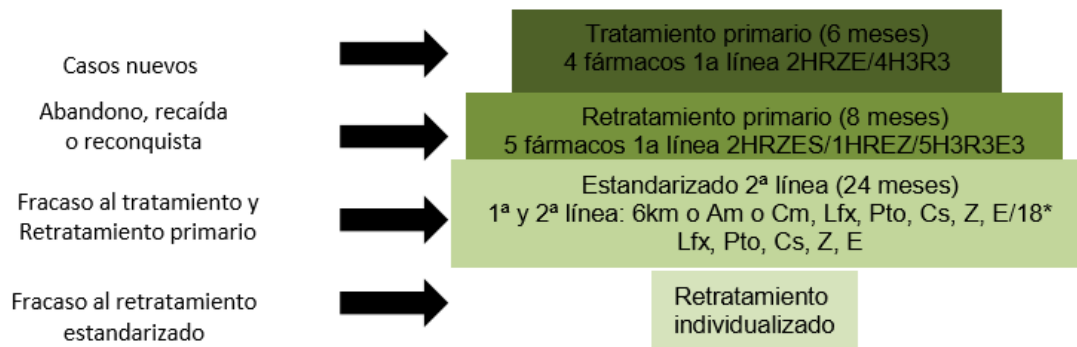 Casos nuevos
Tratamiento primario (6 meses)
4 fármacos 1a línea 2HRZE/4H3R3
Abandono, recaída
o reconquista
Retratamiento primario (8 meses)
5 fármacos 1a línea 2HRZES/1HREZ/5H3R3E3
Fracaso al tratamiento y
Retratamiento primario
Estandarizado 2ª línea (24 meses)
1ª y 2ª línea: 6km o Am o Cm, Lfx, Pto, Cs, Z, E/18*
Lfx, Pto, Cs, Z, E
Fracaso al retratamiento
estandarizado
Retratamiento
individualizado